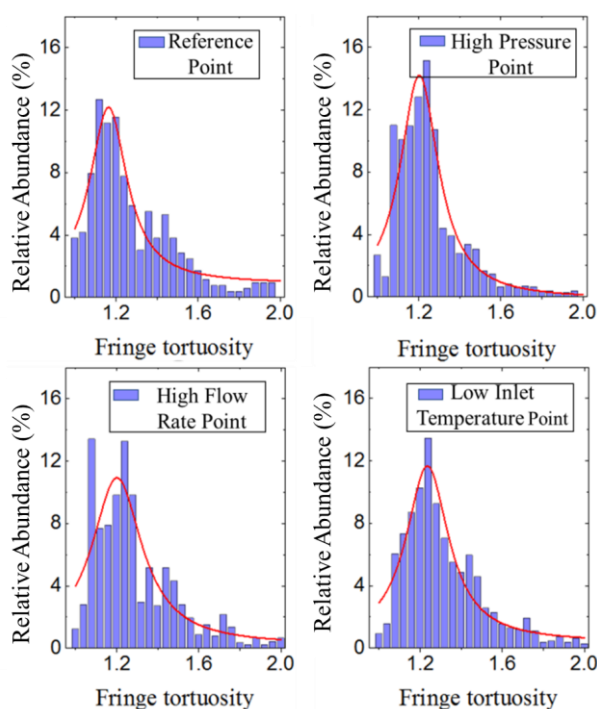 Reference
Point
Relative Abundance (%)
16
12
8
4
0
1.2
1.6
2.0
Fringe tortuosity
High Pressure
Point
Relative Abundance (%)
16
12
8
4
0
1.2
1.6
2.0
Fringe tortuosity
High Flow
Rate Point
Relative Abundance (%)
16
12
8
4
0
1.2
1.6
2.0
Fringe tortuosity
Low Inlet
Temperature Point
Relative Abundance (%)
16
12
8
4
0
1.2
1.6
2.0
Fringe tortuosity